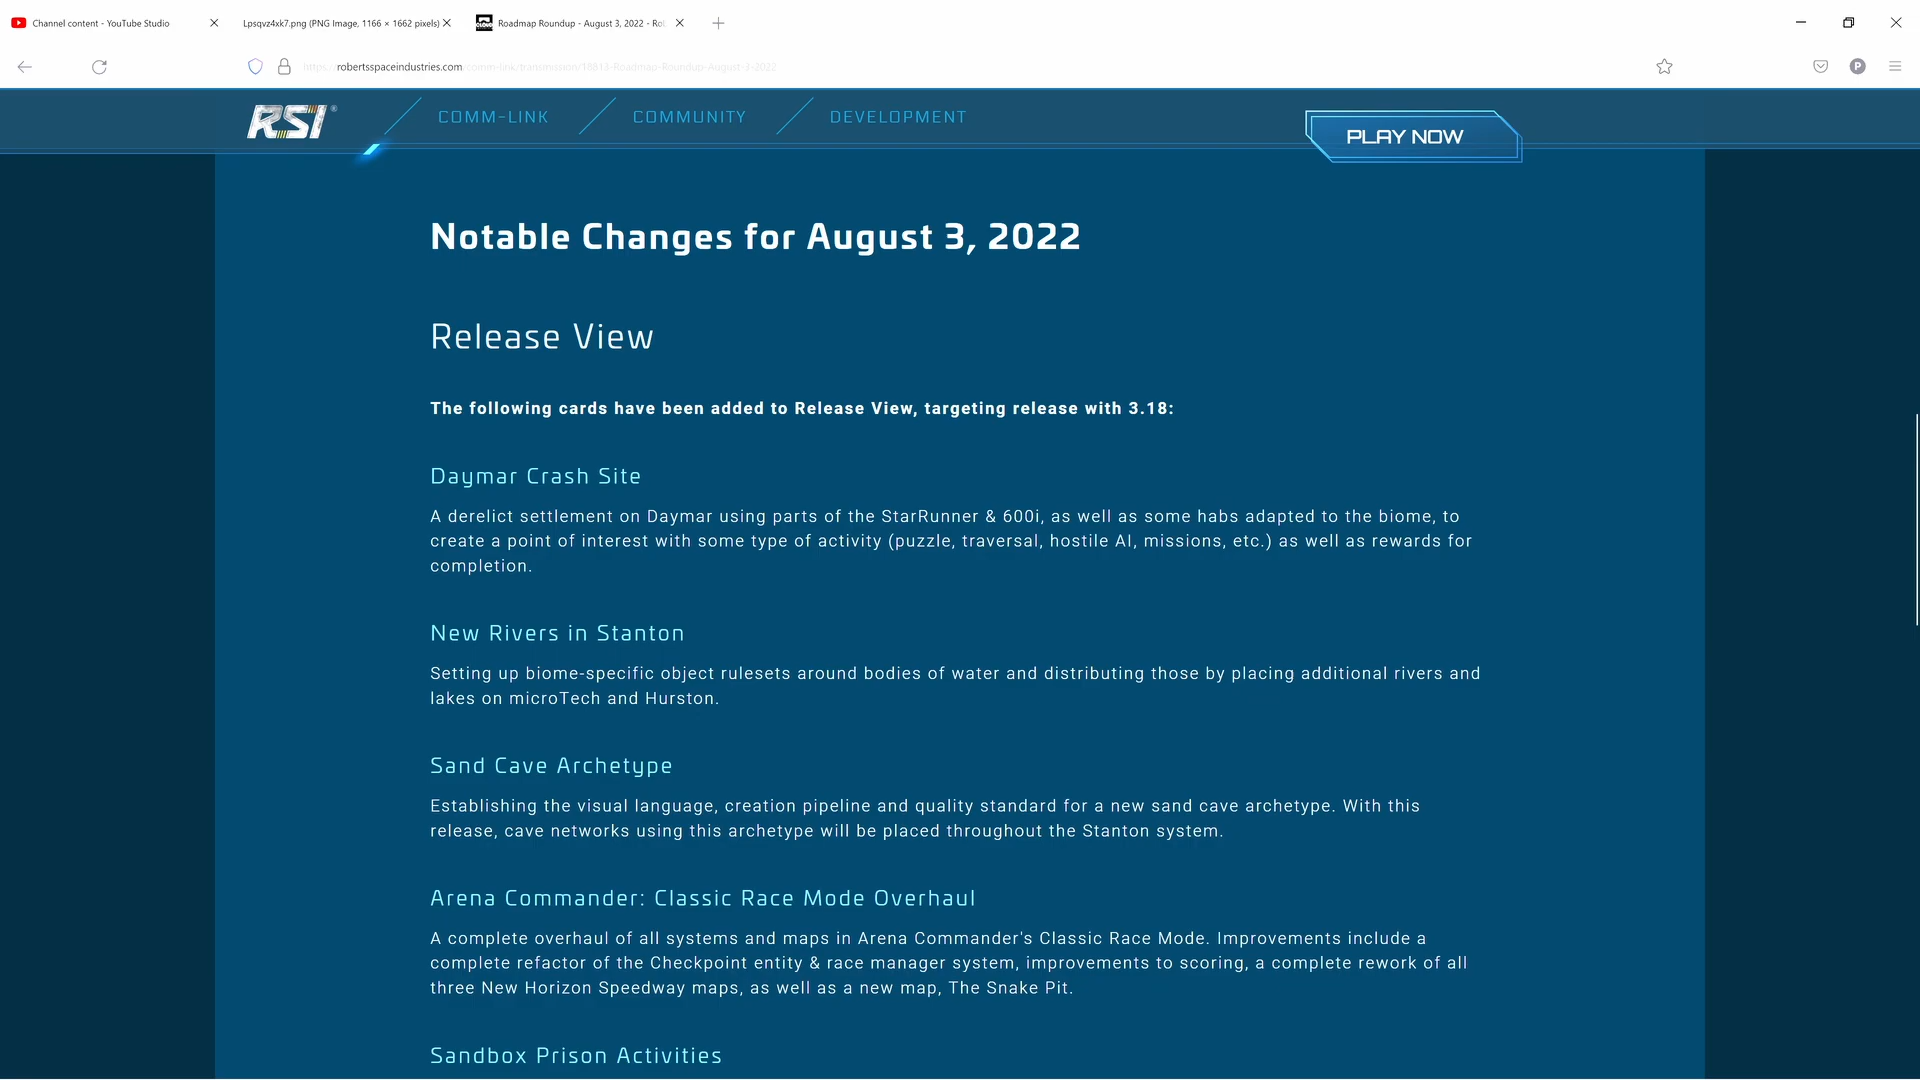 Channel content - YouTube Studio
Lpsqvz4xk7.png (PNG Image, 1166 × 1662 pixels)
Roadmap Roundup - August 3, 2022 - Ro
https://robertsspaceindustries.com/comm-link/transmission/18813-Roadmap-Roundup-August-3-2022
P
RSI
COMM-LINK
COMMUNITY
DEVELOPMENT
PLAY NOW
Notable Changes for August 3, 2022
Release View
The following cards have been added to Release View, targeting release with 3.18:
Daymar Crash Site
A derelict settlement on Daymar using parts of the StarRunner & 600i, as well as some habs adapted to the biome, to
create a point of interest with some type of activity (puzzle, traversal, hostile AI, missions, etc.) as well as rewards for
completion.
New Rivers in Stanton
Setting up biome-specific object rulesets around bodies of water and distributing those by placing additional rivers and
lakes on microTech and Hurston.
Sand Cave Archetype
Establishing the visual language, creation pipeline and quality standard for a new sand cave archetype. With this
release, cave networks using this archetype will be placed throughout the Stanton system.
Arena Commander: Classic Race Mode Overhaul
A complete overhaul of all systems and maps in Arena Commander's Classic Race Mode. Improvements include a
complete refactor of the Checkpoint entity & race manager system, improvements to scoring, a complete rework of all
three New Horizon Speedway maps, as well as a new map, The Snake Pit.
Sandbox Prison Activities